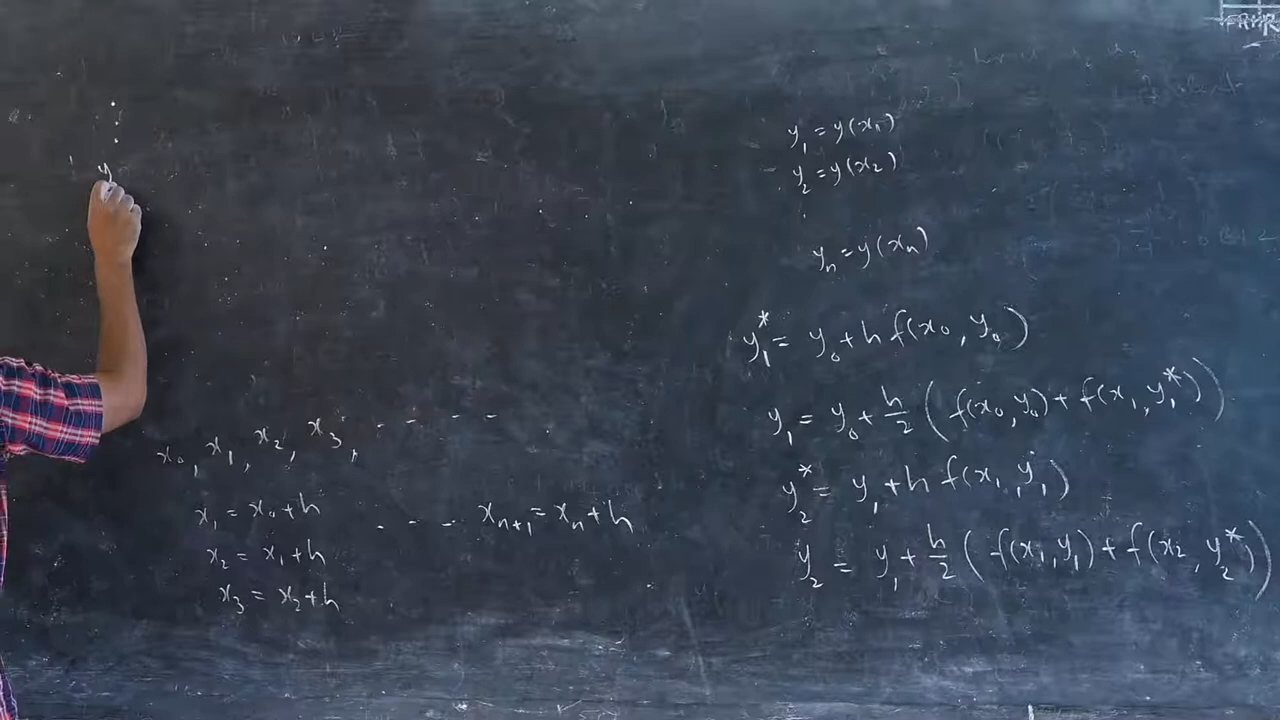 y
x₀, x₁, x₂, x₃, - - - - -
x₁ = x₀+h
- - - xₙ₊₁ = xₙ+h
x₂ = x₁+h
x₃ = x₂+h
y₂ = y(x₂)
yₙ = y(xₙ)
y₁* = y₀+h f(x₀, y₀)
y₁ = y₀ + h/2 (f(x₀,y₀) + f(x₁,y₁*))
y₂* = y₁+h f(x₁,y₁)
y₂ = y₁ + h/2 (f(x₁,y₁) + f(x₂,y₂*))